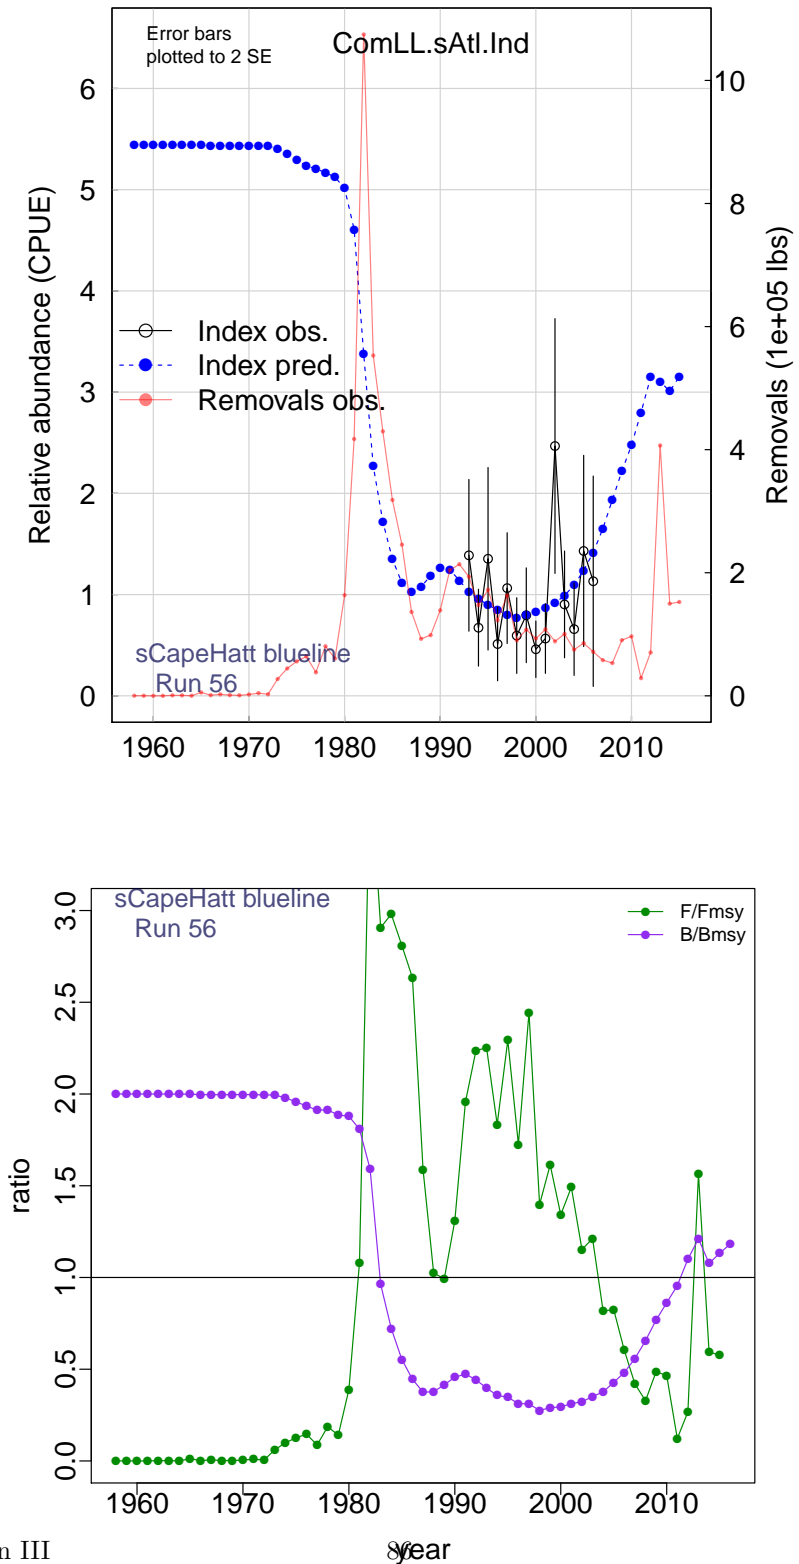 Error bars
plotted to 2 SE
ComLL.sAtl.Ind
Relative abundance (CPUE)
Removals (1e+05 lbs)
6
5
4
3
2
1
0
10
8
6
4
2
0
Index obs.
Index pred.
Removals obs.
sCapeHatt blueline
Run 56
1960 1970 1980 1990 2000 2010
sCapeHatt blueline
Run 56
F/Fmsy
B/Bmsy
ratio
3.0
2.5
2.0
1.5
1.0
0.5
0.0
1960 1970 1980 1990 2000 2010
n III 86 year